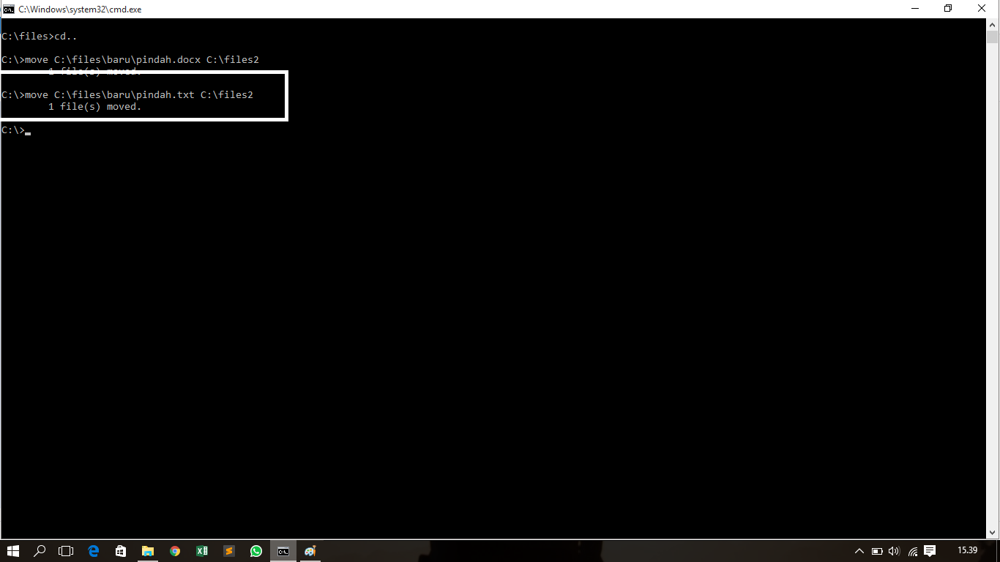 C:\Windows\system32\cmd.exe
C:\files>cd..
C:\>move C:\files\baru\pindah.docx C:\files2
1 file(s) moved.
C:\>move C:\files\baru\pindah.txt C:\files2
1 file(s) moved.
C:\>
15.39